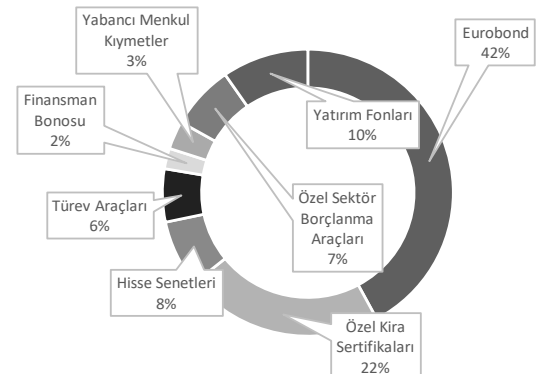 Yabancı Menkul
Kıymetler
3%
Eurobond
42%
Finansman
Bonosu
2%
Yatırım Fonları
10%
Türev Araçları
6%
Özel Sektör
Borçlanma
Araçları
7%
Hisse Senetleri
8%
Özel Kira
Sertifikaları
22%